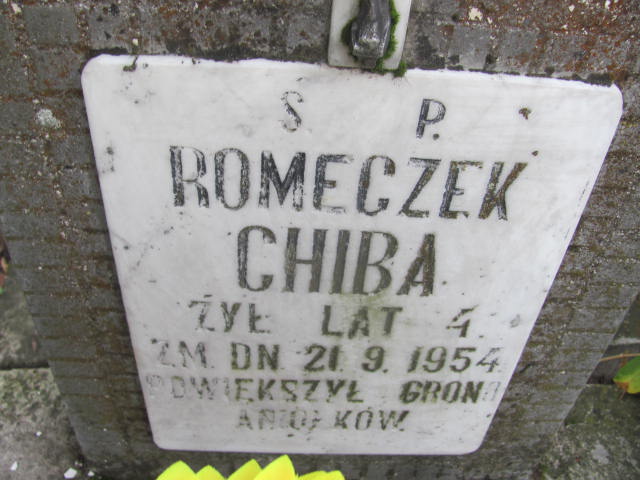 S P.
ROMECZEK
CHIBA
ŻYŁ LAT 4
ZM. DN. 21. 9. 1954
POWIĘKSZYŁ GRONO
ANIOŁKÓW